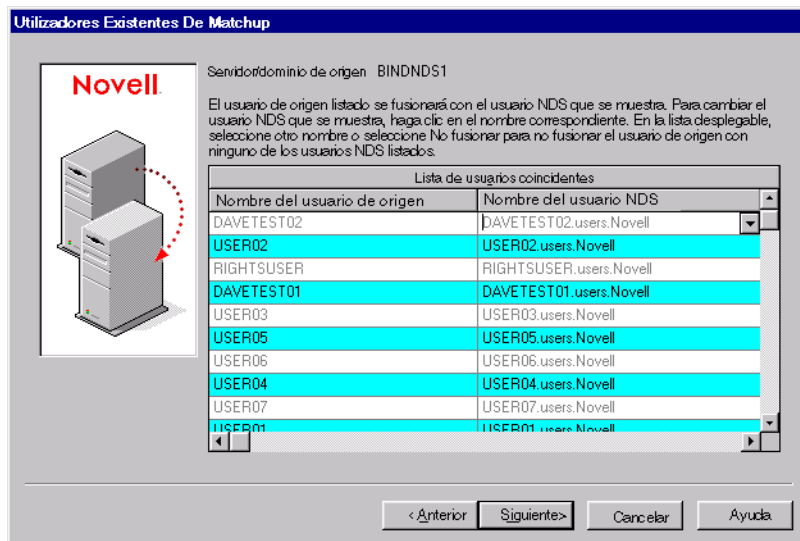 Utilizadores Existentes De Matchup
Novell.
Servidor/dominio de origen BINDNDS1
El usuario de origen listado se fusionará con el usuario NDS que se muestra. Para cambiar el
usuario NDS que se muestra, haga clic en el nombre correspondiente. En la lista desplegable,
seleccione otro nombre o seleccione No fusionar para no fusionar el usuario de origen con
ninguno de los usuarios NDS listados.
Lista de usuarios coincidentes
Nombre del usuario de origen Nombre del usuario NDS
DAVETEST02 DAVETEST02.users.Novell
USER02 USER02.users.Novell
RIGHTSUSER RIGHTSUSER.users.Novell
DAVETEST01 DAVETEST01.users.Novell
USER03 USER03.users.Novell
USER05 USER05.users.Novell
USER06 USER06.users.Novell
USER04 USER04.users.Novell
USER07 USER07.users.Novell
USER01 USER01.users.Novell
<Anterior Siguiente> Cancelar Ayuda